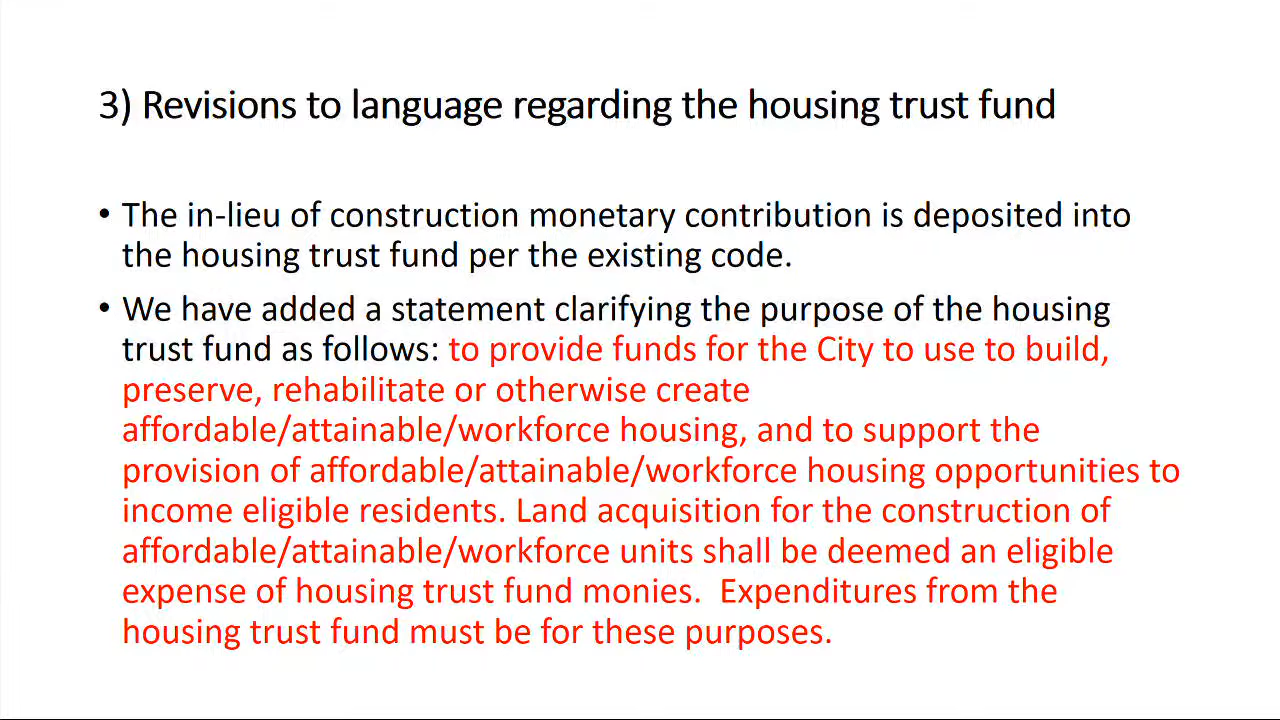 3) Revisions to language regarding the housing trust fund
• The in-lieu of construction monetary contribution is deposited into
the housing trust fund per the existing code.
• We have added a statement clarifying the purpose of the housing
trust fund as follows: to provide funds for the City to use to build,
preserve, rehabilitate or otherwise create
affordable/attainable/workforce housing, and to support the
provision of affordable/attainable/workforce housing opportunities to
income eligible residents. Land acquisition for the construction of
affordable/attainable/workforce units shall be deemed an eligible
expense of housing trust fund monies.  Expenditures from the
housing trust fund must be for these purposes.